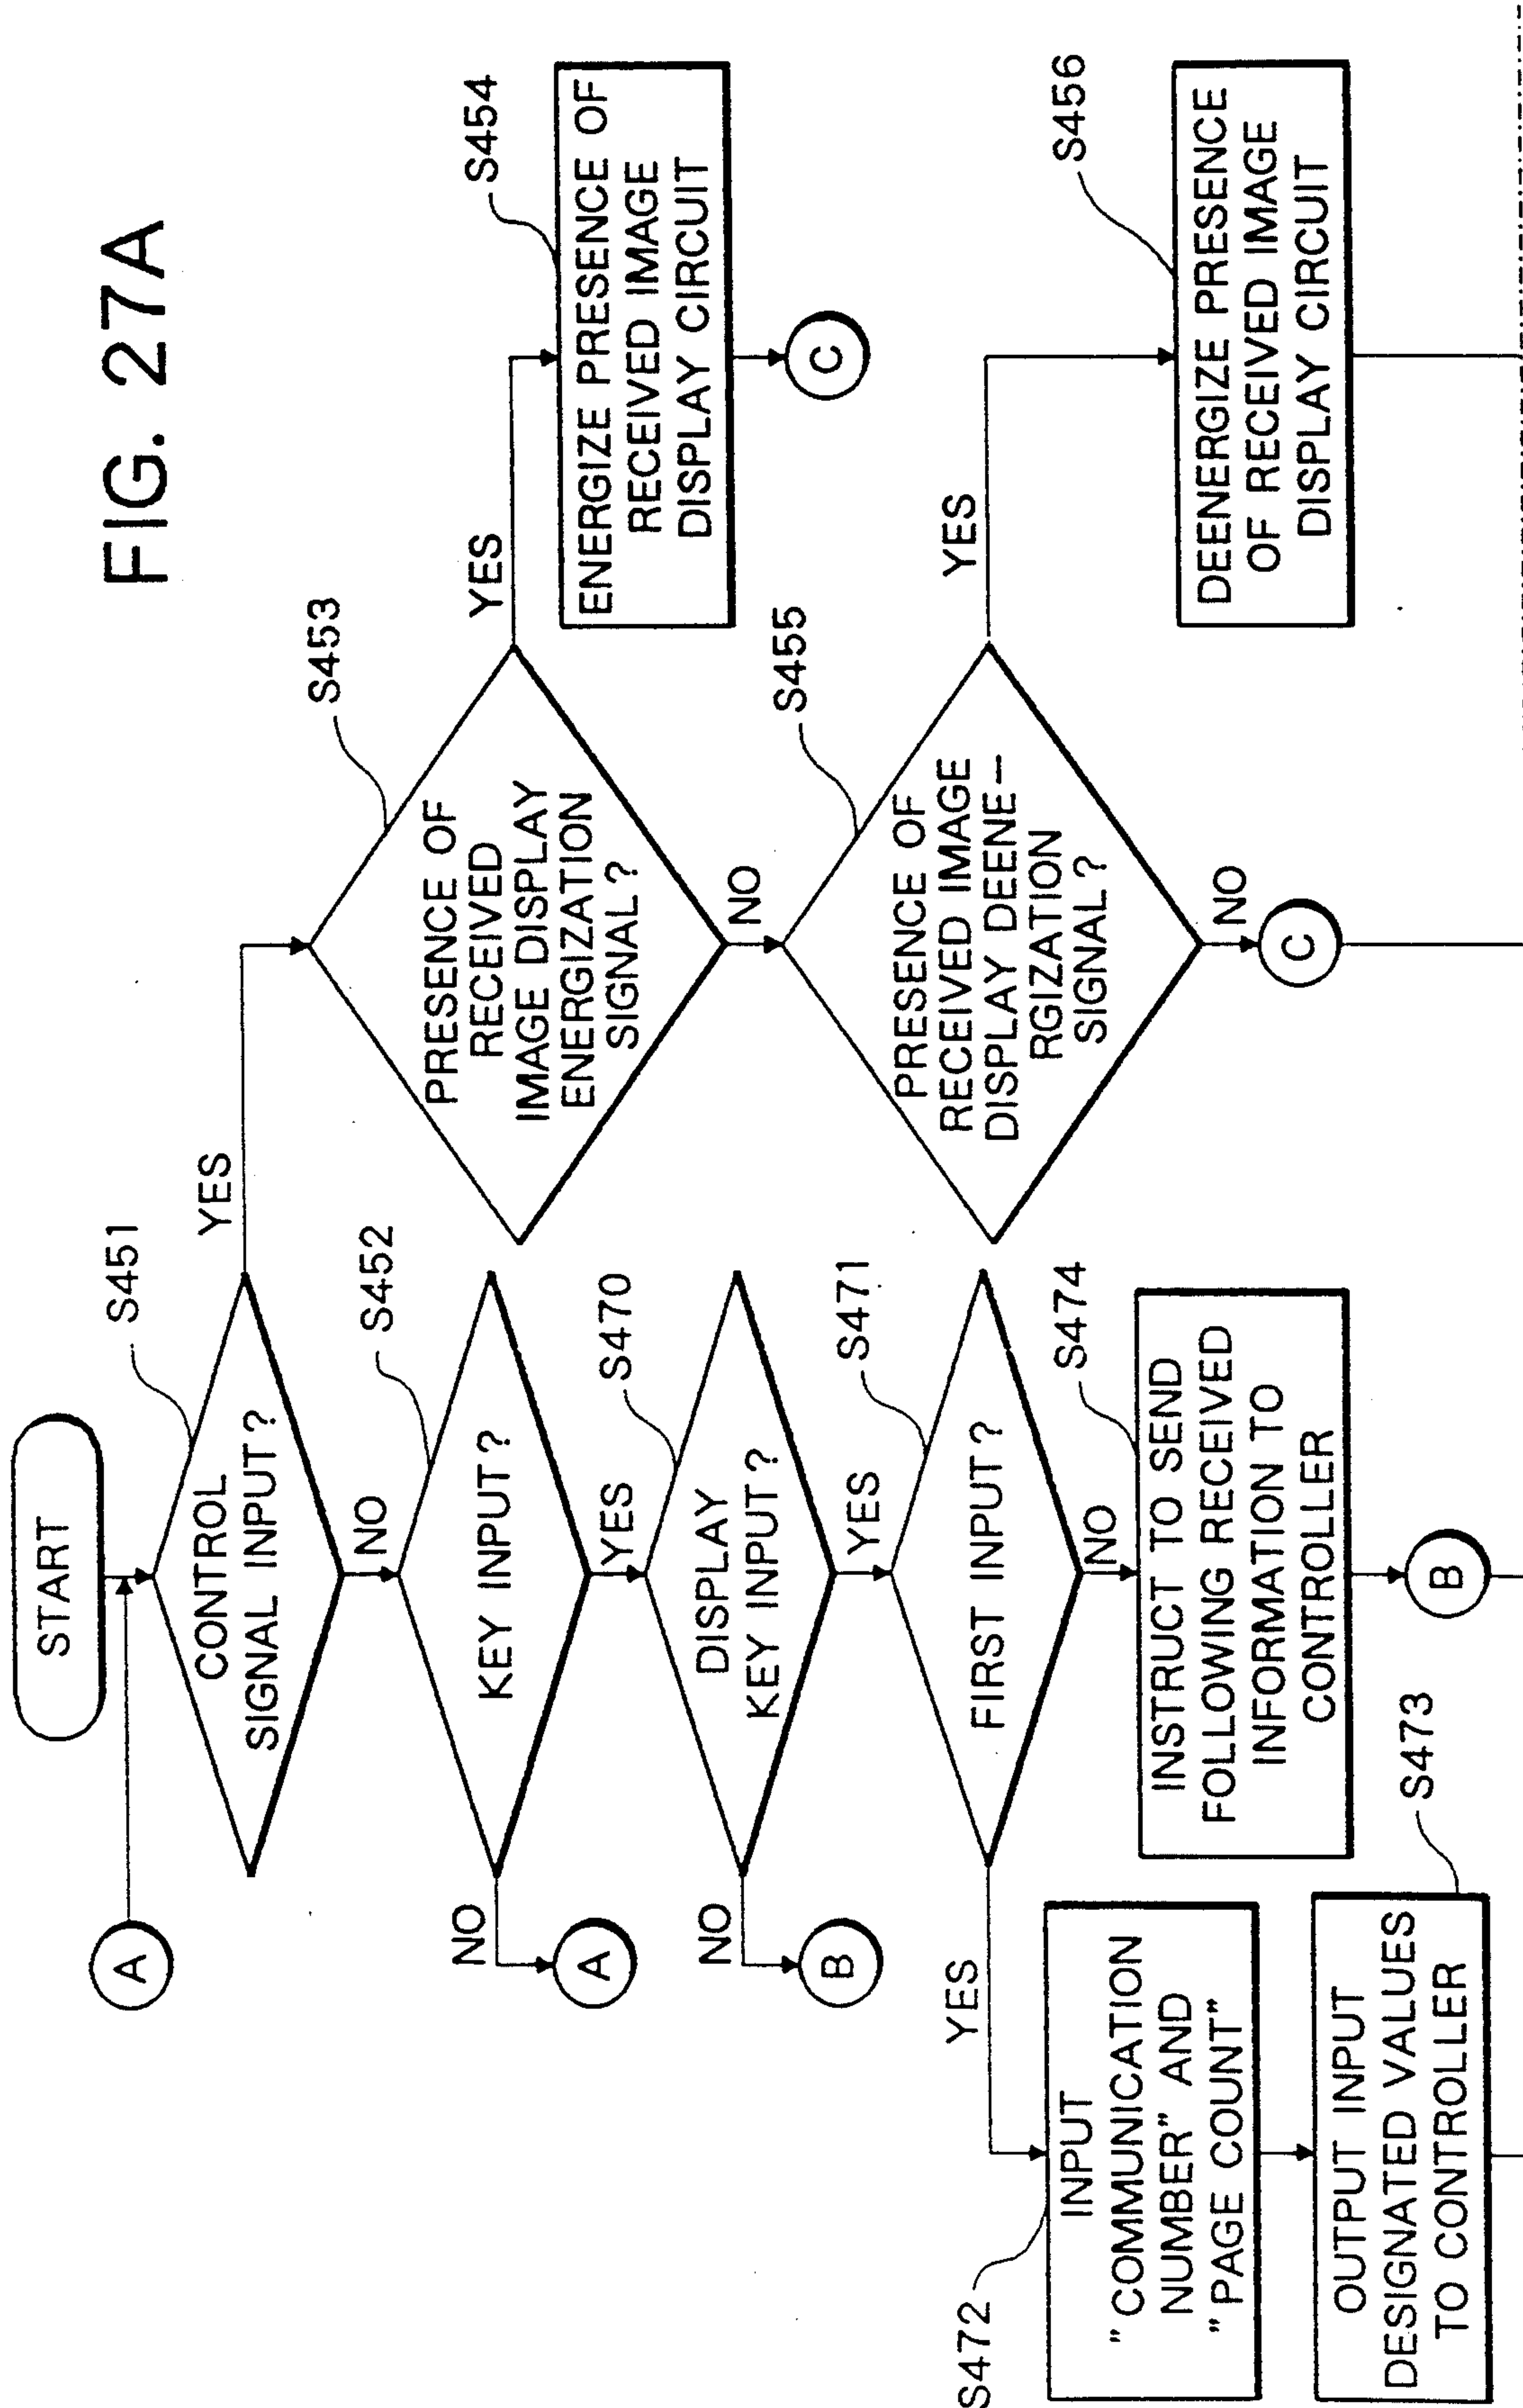 FIG. 27A
START
A
S451
CONTROL
SIGNAL INPUT?
YES
NO
S452
KEY INPUT?
NO
A
YES
S470
DISPLAY
KEY INPUT?
NO
B
YES
S471
FIRST INPUT?
YES
NO
S472
INPUT
"COMMUNICATION
NUMBER" AND
"PAGE COUNT"
S473
OUTPUT INPUT
DESIGNATED VALUES
TO CONTROLLER
S474
INSTRUCT TO SEND
FOLLOWING RECEIVED
INFORMATION TO
CONTROLLER
B
S453
PRESENCE OF
RECEIVED
IMAGE DISPLAY
ENERGIZATION
SIGNAL?
YES
NO
S454
ENERGIZE PRESENCE OF
RECEIVED IMAGE
DISPLAY CIRCUIT
C
S455
PRESENCE OF
RECEIVED IMAGE
DISPLAY DEENE-
RGIZATION
SIGNAL?
YES
NO
C
S456
DEENERGIZE PRESENCE
OF RECEIVED IMAGE
DISPLAY CIRCUIT